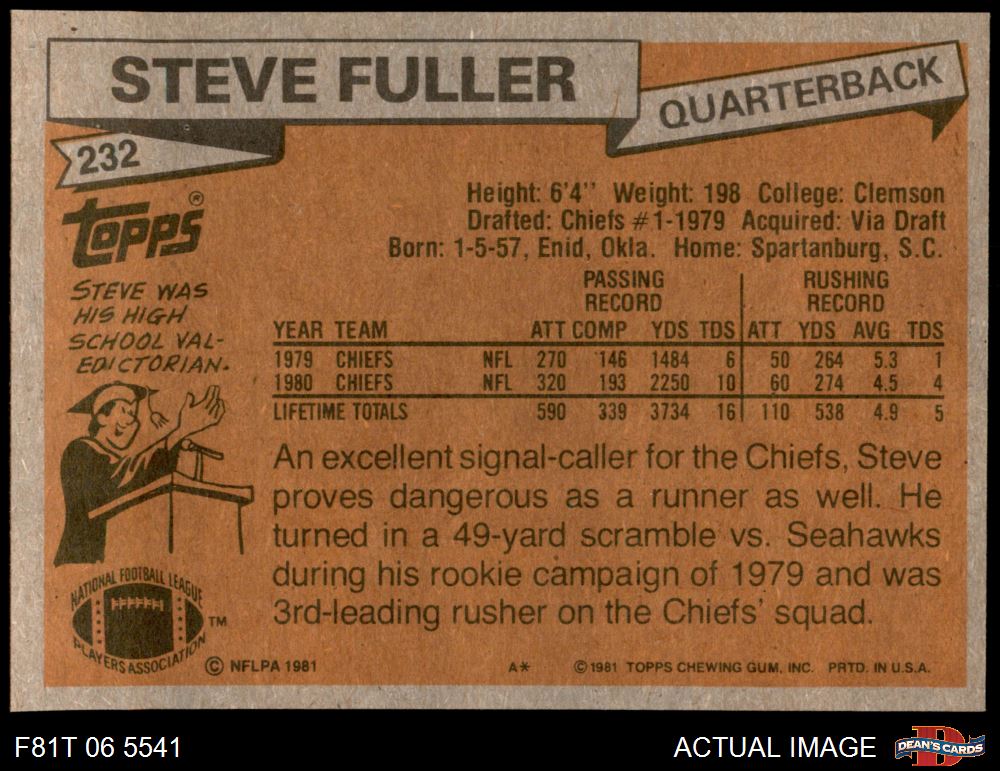 STEVE FULLER
QUARTERBACK
232
Topps®
Height: 6'4" Weight: 198 College: Clemson
Drafted: Chiefs #1-1979 Acquired: Via Draft
Born: 1-5-57, Enid, Okla. Home: Spartanburg, S.C.
STEVE WAS
HIS HIGH
SCHOOL VAL-
EDICTORIAN.
PASSING RECORD RUSHING RECORD
YEAR TEAM ATT COMP YDS TDS ATT YDS AVG TDS
1979 CHIEFS NFL 270 146 1484 6 50 264 5.3 1
1980 CHIEFS NFL 320 193 2250 10 60 274 4.5 4
LIFETIME TOTALS 590 339 3734 16 110 538 4.9 5
An excellent signal-caller for the Chiefs, Steve
proves dangerous as a runner as well. He
turned in a 49-yard scramble vs. Seahawks
during his rookie campaign of 1979 and was
3rd-leading rusher on the Chiefs' squad.
NATIONAL FOOTBALL LEAGUE
PLAYERS ASSOCIATION
TM
© NFLPA 1981 A* © 1981 TOPPS CHEWING GUM, INC. PRTD. IN U.S.A.
F81T 06 5541 ACTUAL IMAGE D DEAN'S CARDS